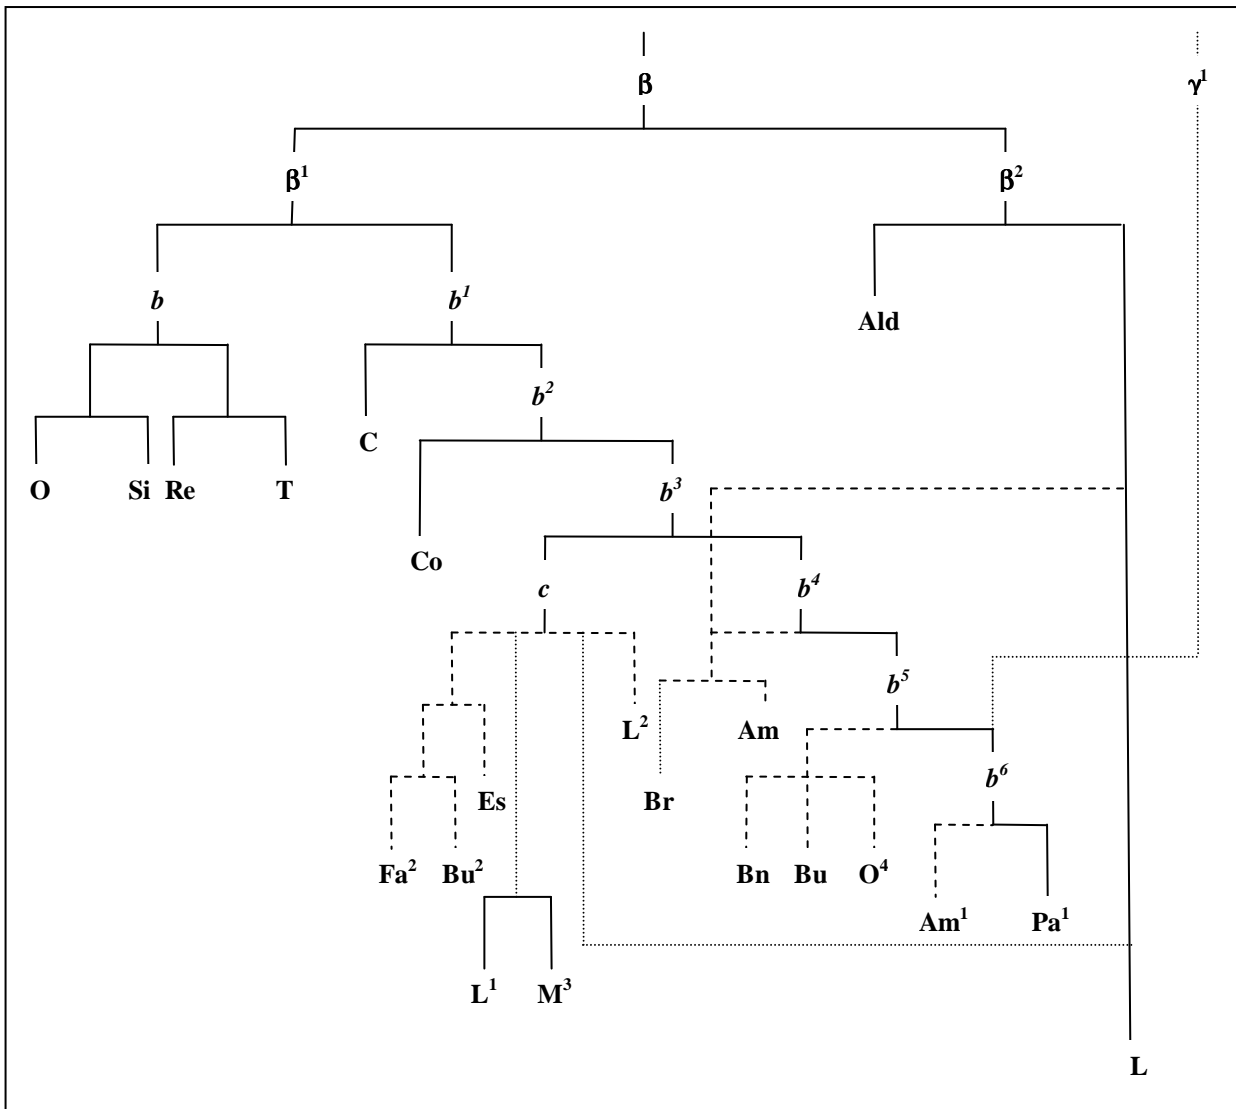 β γ¹
β¹ β²
b b¹
Ald
b²
C
O Si Re T b³
Co
c b⁴
b⁵
L² Am
b⁶
Es Br
Fa² Bu² Bn Bu O⁴
Am¹ Pa¹
L¹ M³
L